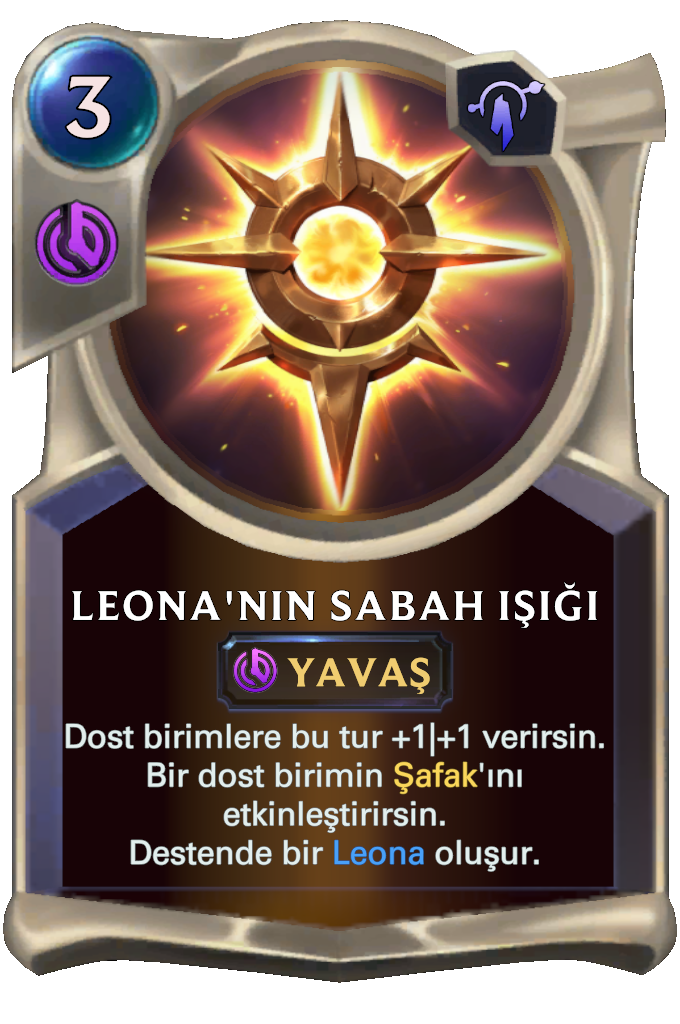 3
LEONA'NIN SABAH IŞIĞI
YAVAŞ
Dost birimlere bu tur +1|+1 verirsin.
Bir dost birimin Şafak'ını
etkinleştirirsin.
Destende bir Leona oluşur.